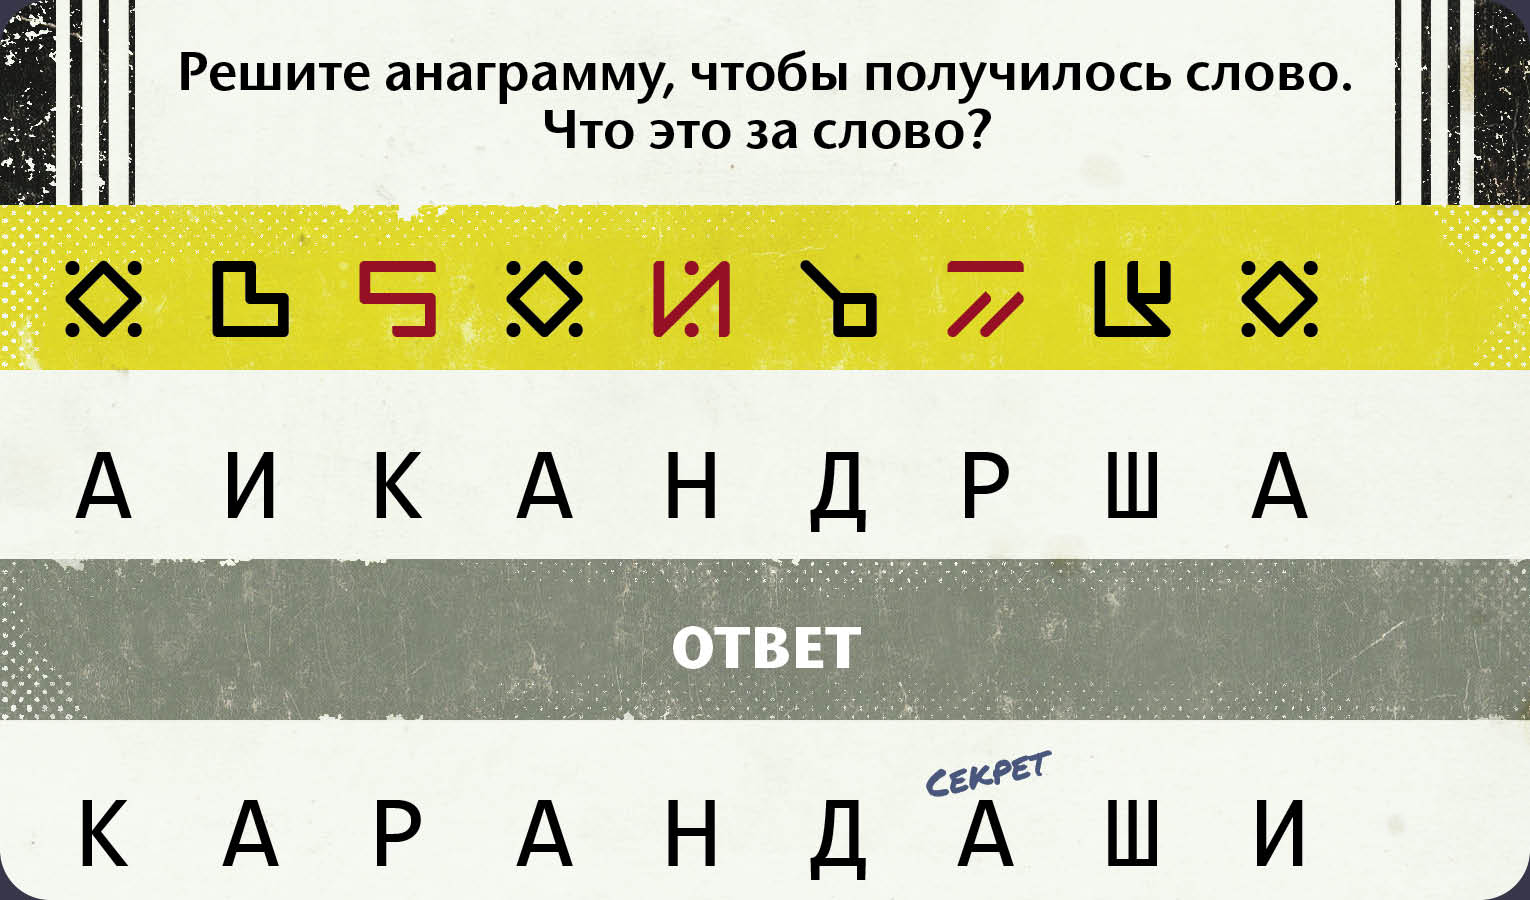 Решите анаграмму, чтобы получилось слово.
Что это за слово?
А И К А Н Д Р Ш А
ОТВЕТ
СЕКРЕТ
К А Р А Н Д А Ш И